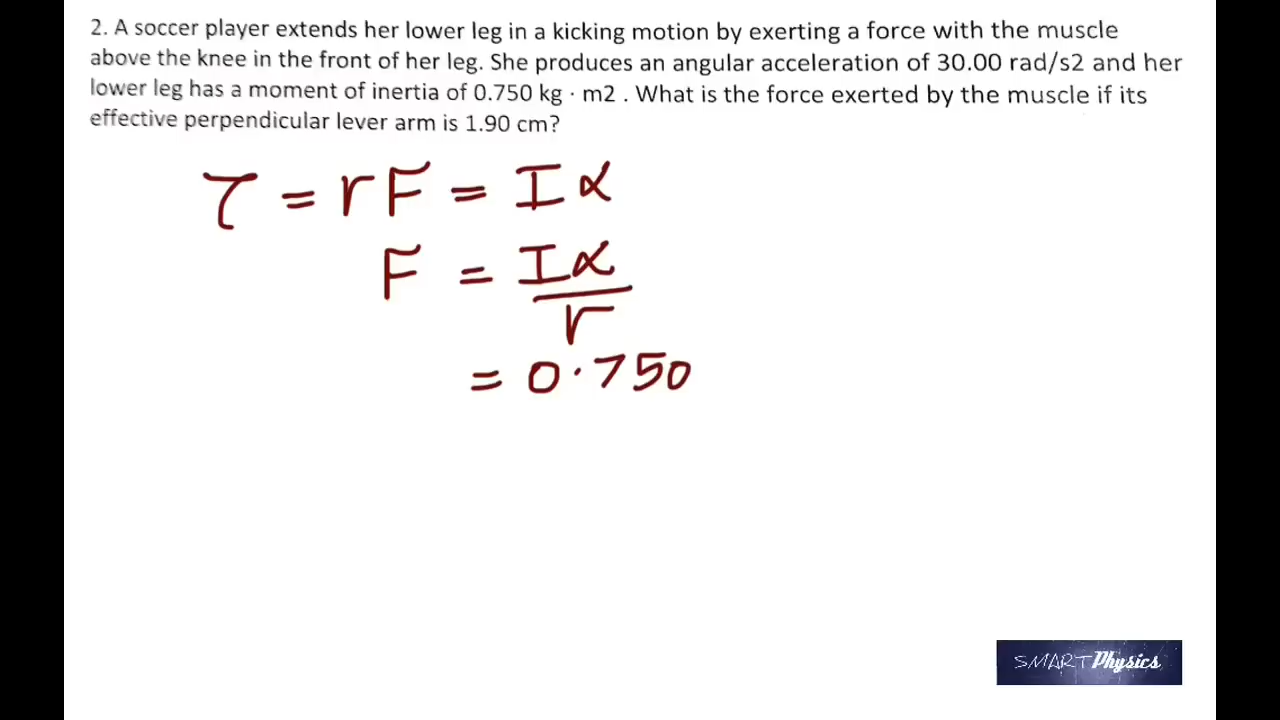 2. A soccer player extends her lower leg in a kicking motion by exerting a force with the muscle
above the knee in the front of her leg. She produces an angular acceleration of 30.00 rad/s2 and her
lower leg has a moment of inertia of 0.750 kg · m2 . What is the force exerted by the muscle if its
effective perpendicular lever arm is 1.90 cm?
τ = rF = Iα
F = Iα
r
= 0.750
SMART Physics